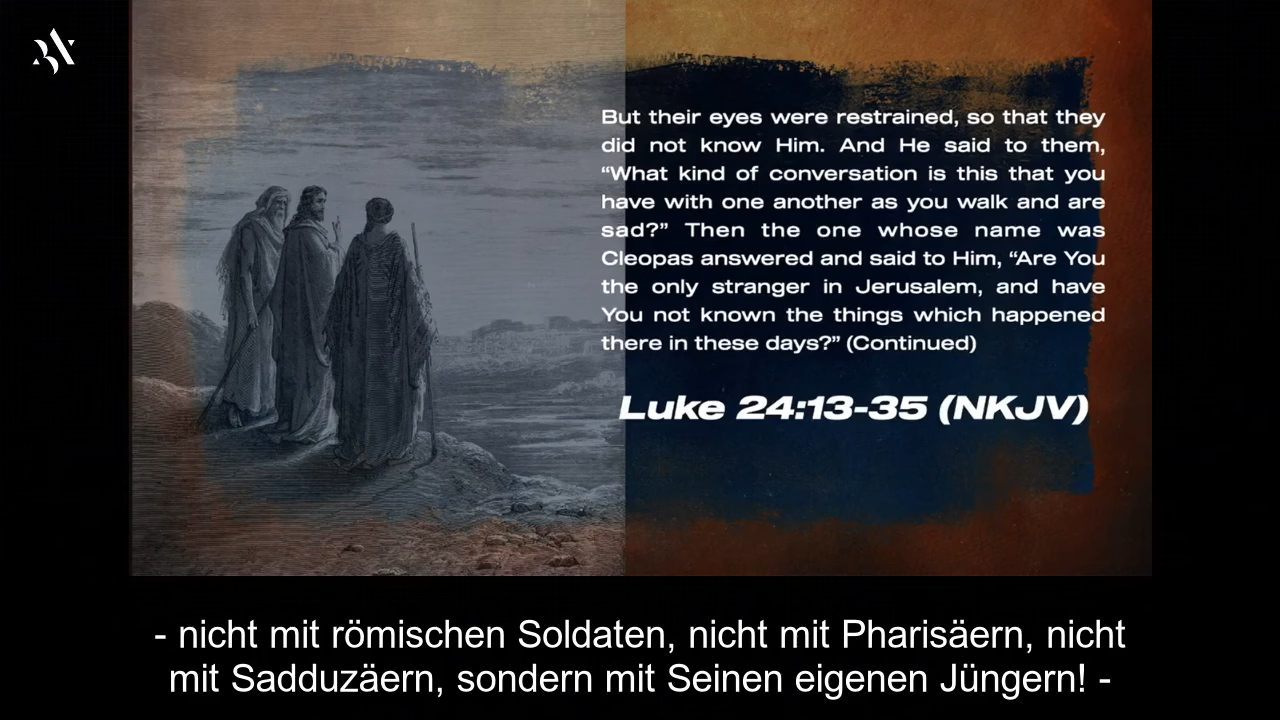 But their eyes were restrained, so that they
did not know Him. And He said to them,
“What kind of conversation is this that you
have with one another as you walk and are
sad?” Then the one whose name was
Cleopas answered and said to Him, “Are You
the only stranger in Jerusalem, and have
You not known the things which happened
there in these days?” (Continued)
Luke 24:13-35 (NKJV)
- nicht mit römischen Soldaten, nicht mit Pharisäern, nicht
mit Sadduzäern, sondern mit Seinen eigenen Jüngern! -